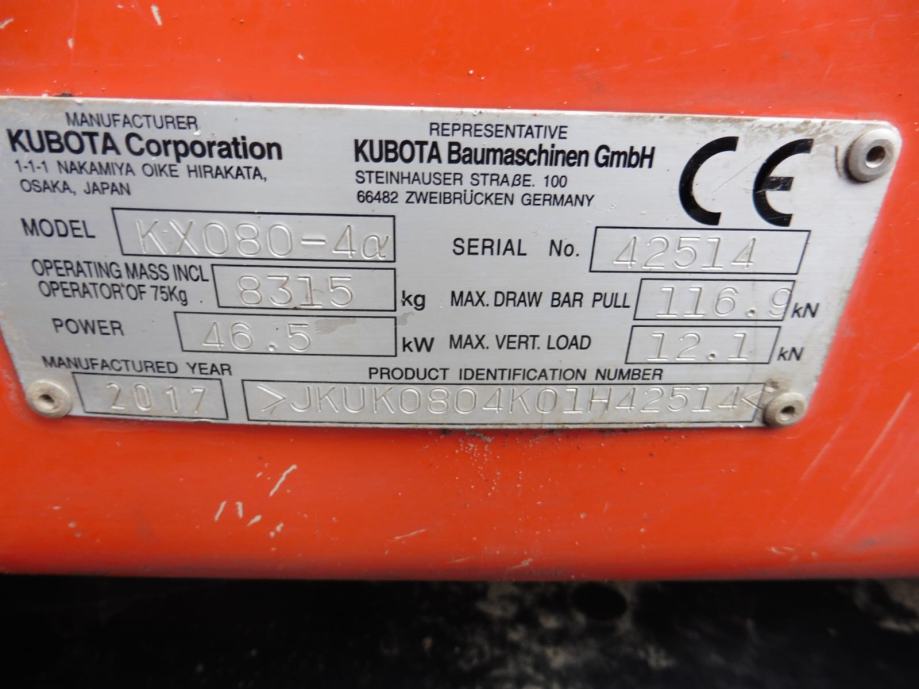 MANUFACTURER
KUBOTA Corporation
1-1-1 NAKAMIYA OIKE HIRAKATA,
OSAKA, JAPAN
REPRESENTATIVE
KUBOTA Baumaschinen GmbH
STEINHAUSER STRAßE. 100
66482 ZWEIBRÜCKEN GERMANY
CE
MODEL KX080-4α
SERIAL No. 42514
OPERATING MASS INCL
OPERATOR OF 75Kg 8315 kg
MAX. DRAW BAR PULL 116.9 kN
POWER 46.5 kW
MAX. VERT. LOAD 12.1 kN
MANUFACTURED YEAR
2017
PRODUCT IDENTIFICATION NUMBER
>JKUK0804K01H42514<